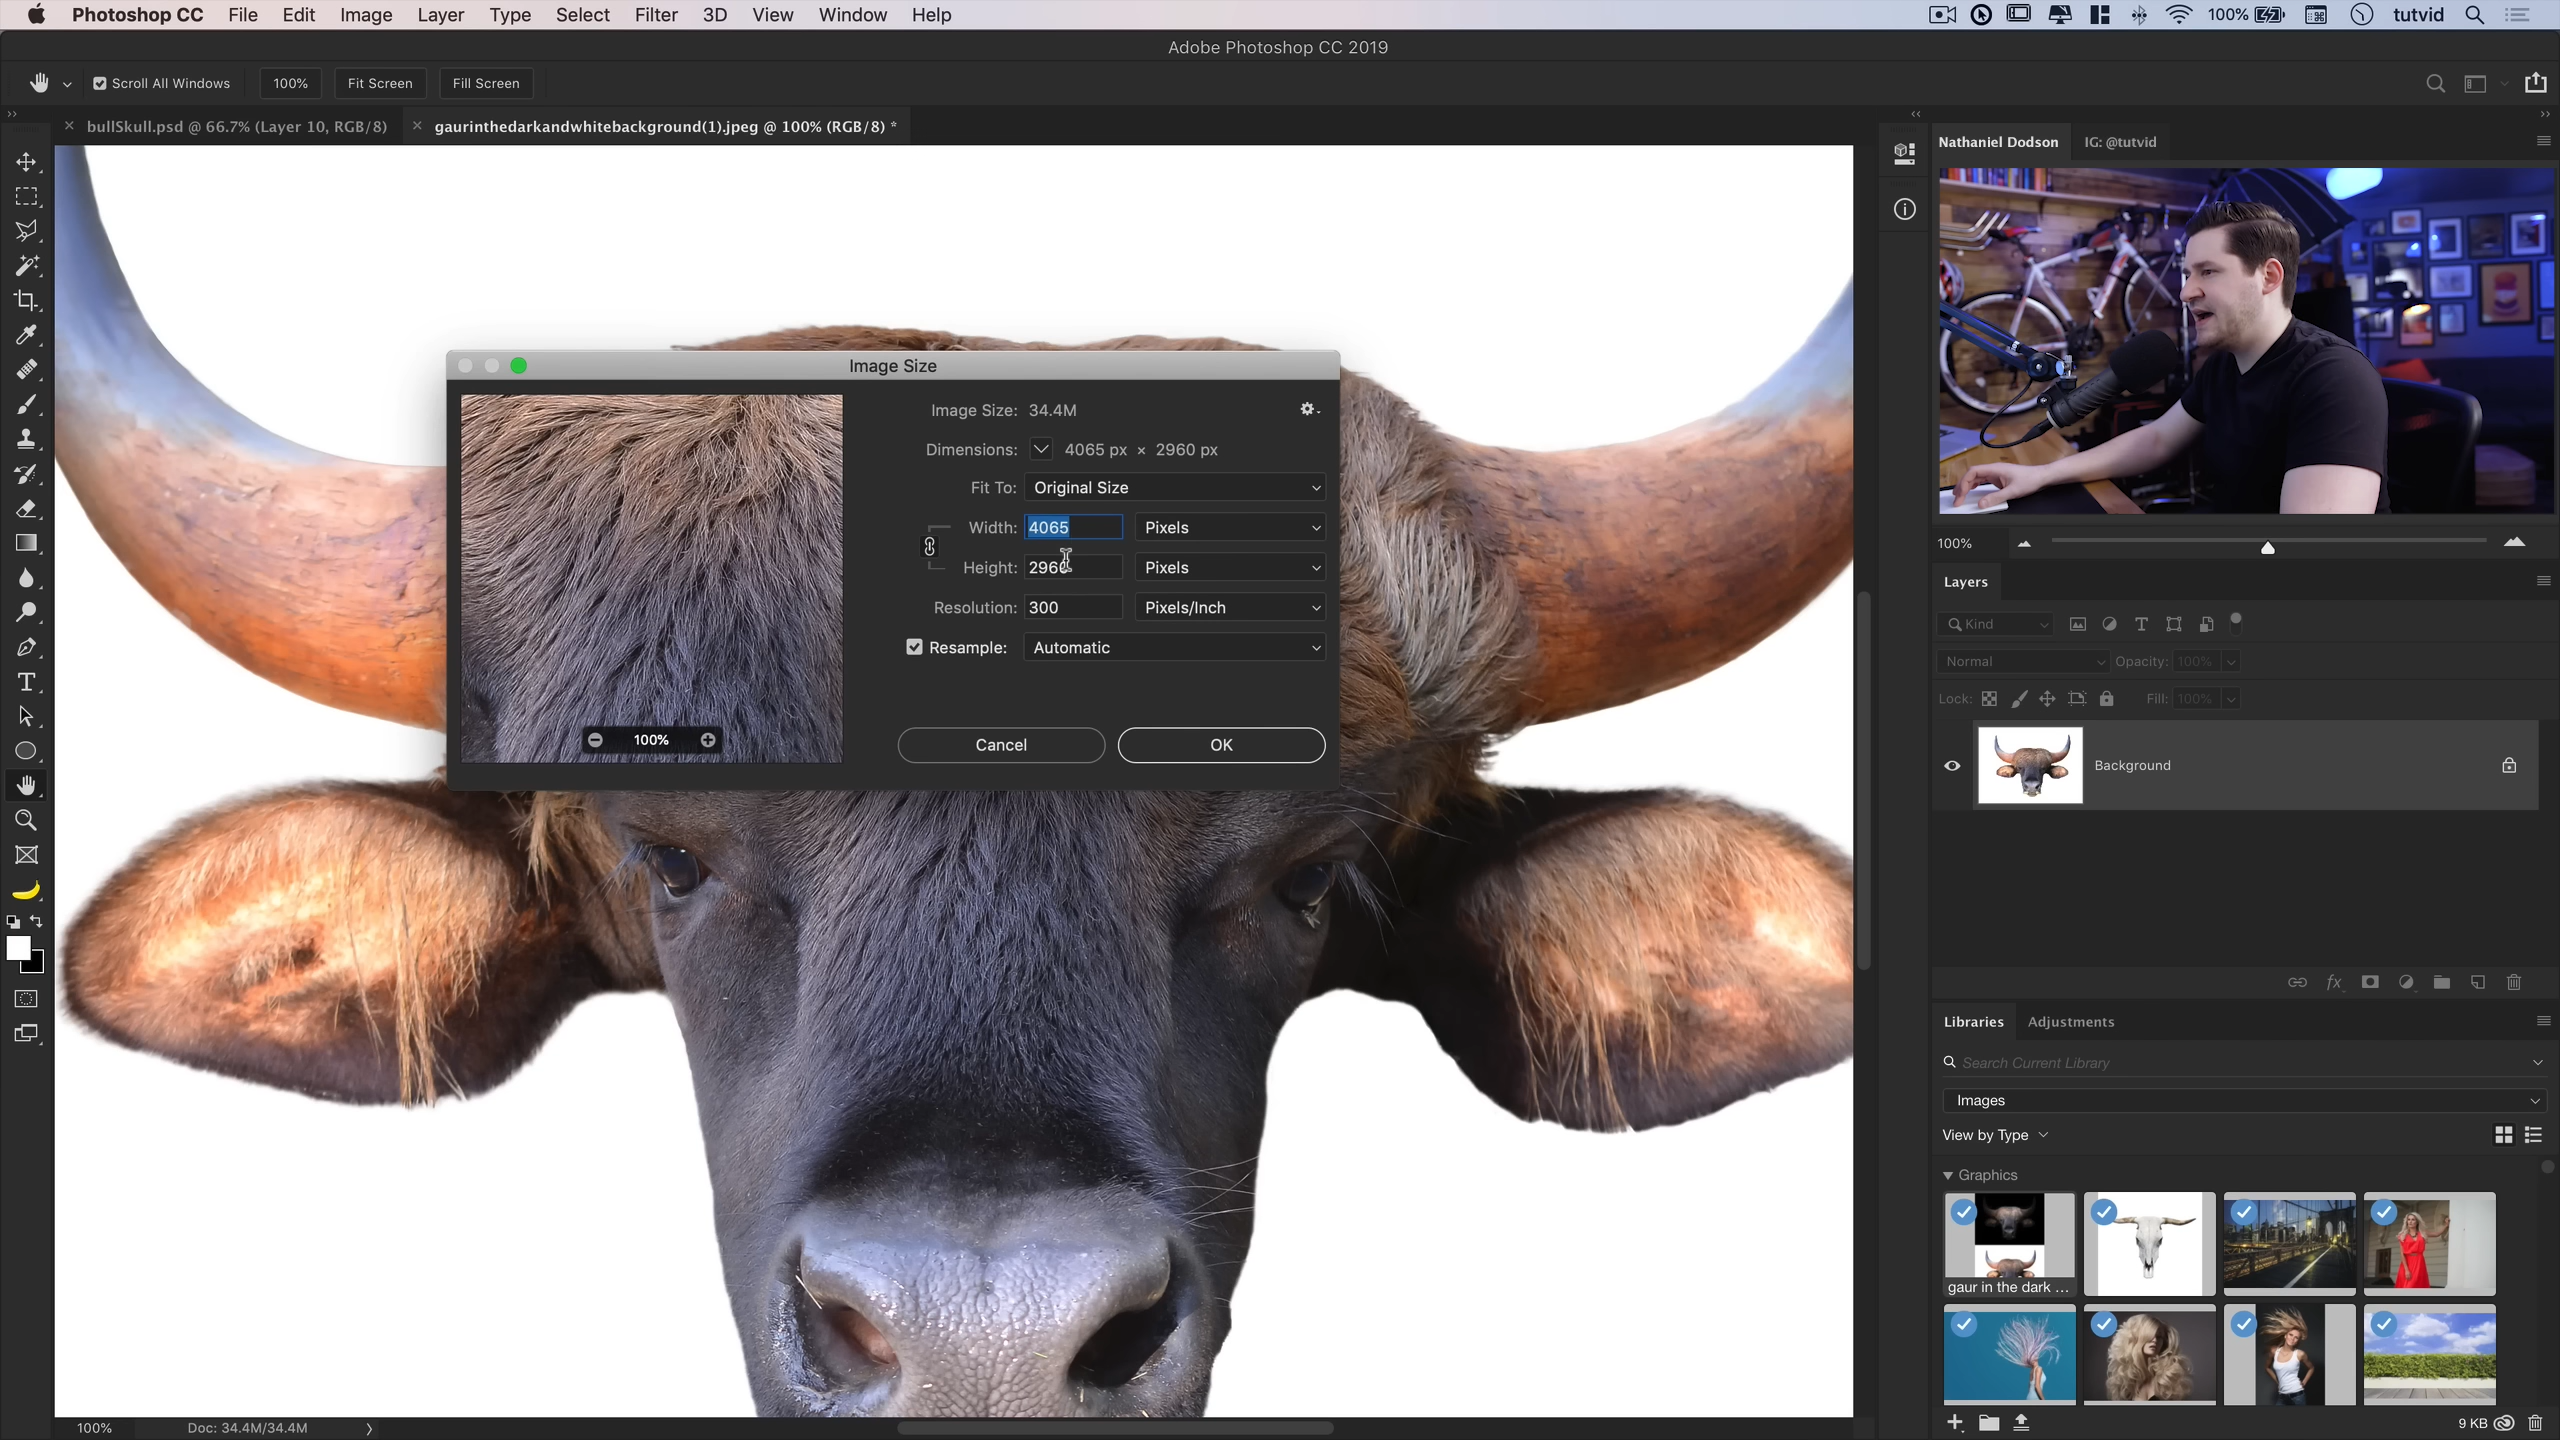 Photoshop CC File Edit Image Layer Type Select Filter 3D View Window Help 100% tutvid
Adobe Photoshop CC 2019
Scroll All Windows 100% Fit Screen Fill Screen
bullSkull.psd @ 66.7% (Layer 10, RGB/8) gaurinthedarkandwhitebackground(1).jpeg @ 100% (RGB/8) *
Nathaniel Dodson IG: @tutvid
Image Size
Image Size: 34.4M
Dimensions: 4065 px × 2960 px
Fit To: Original Size
Width: 4065 Pixels
Height: 2960 Pixels
Resolution: 300 Pixels/Inch
Resample: Automatic
100%
Cancel OK
100%
Layers
Kind
Normal Opacity: 100%
Lock: Fill: 100%
Background
Libraries Adjustments
Search Current Library
Images
View by Type
Graphics
gaur in the dark ...
9 KB
100% Doc: 34.4M/34.4M